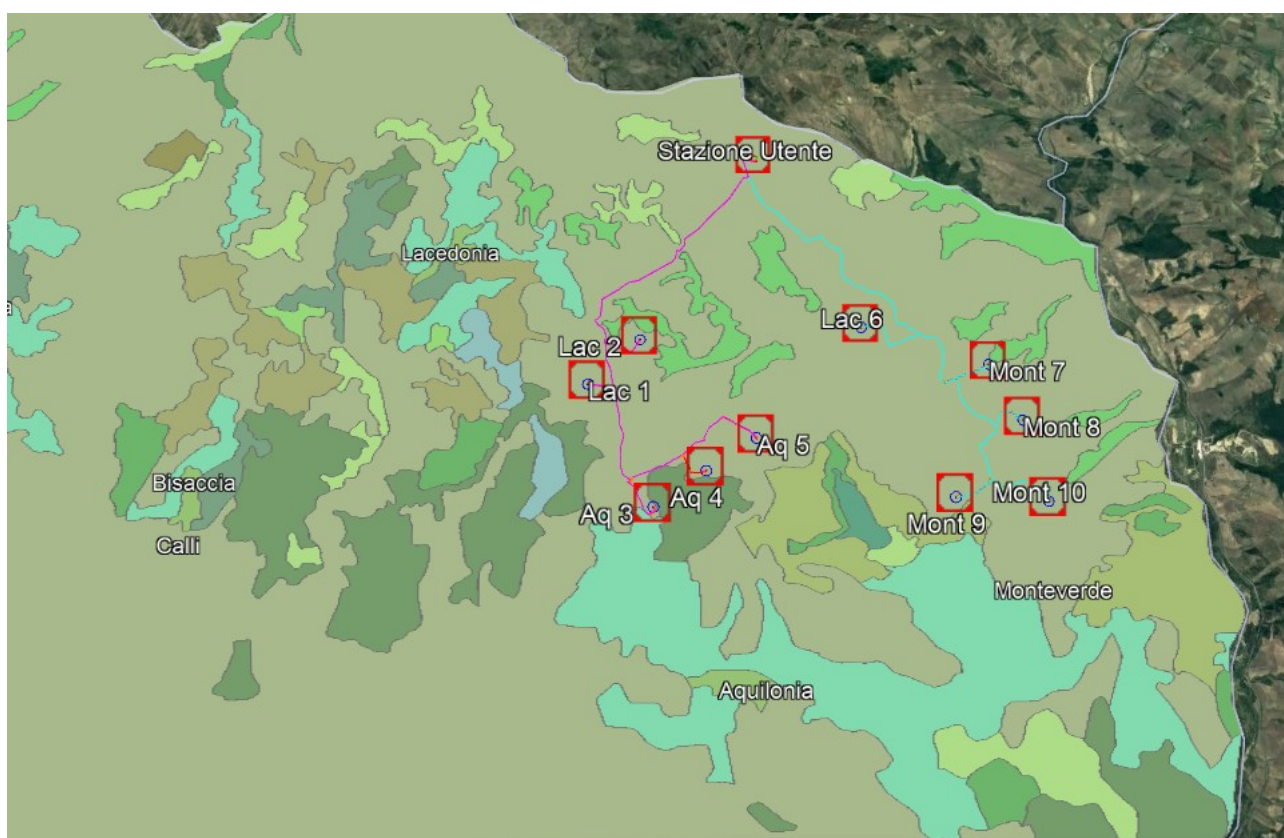 Stazione Utente
Lacedonia
a
Lac 6
Lac 2
Lac 1
Mont 7
Mont 8
Aq 5
Aq 4
Aq 3
Mont 10
Mont 9
Bisaccia
Calli
Monteverde
Aquilonia